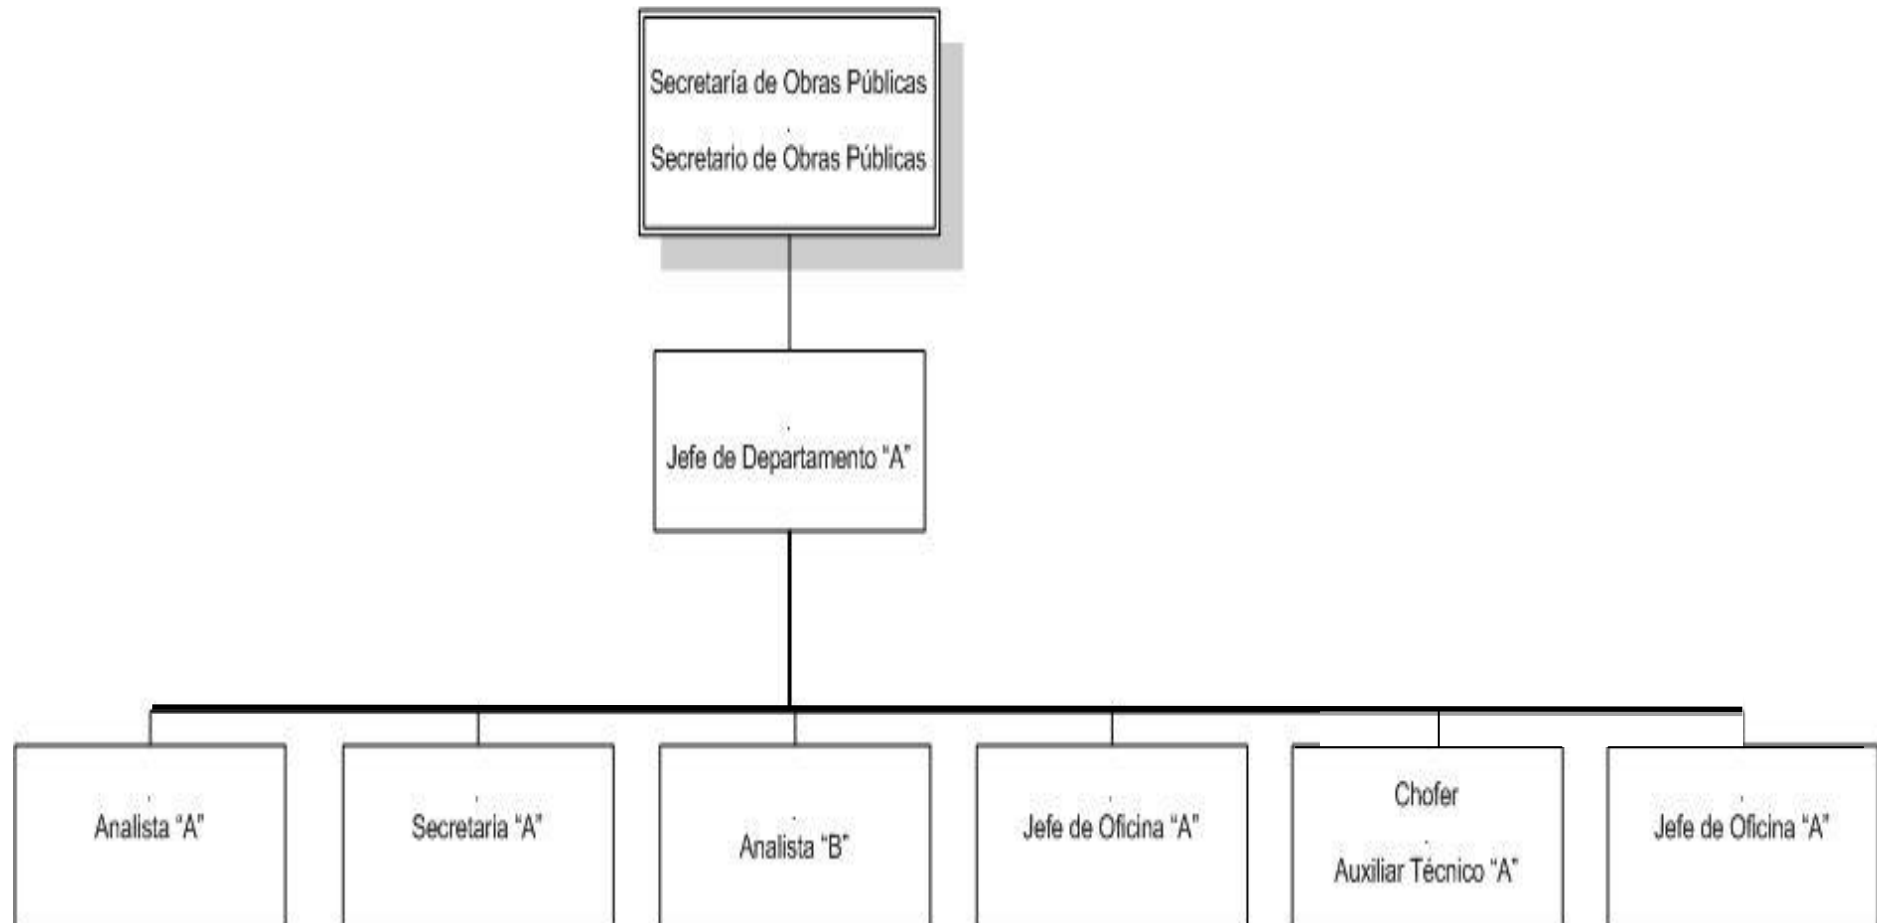 Secretaría de Obras Públicas
Secretario de Obras Públicas
Jefe de Departamento “A”
Analista “A”
Secretaria “A”
Analista “B”
Jefe de Oficina “A”
Chofer
Auxiliar Técnico “A”
Jefe de Oficina “A”